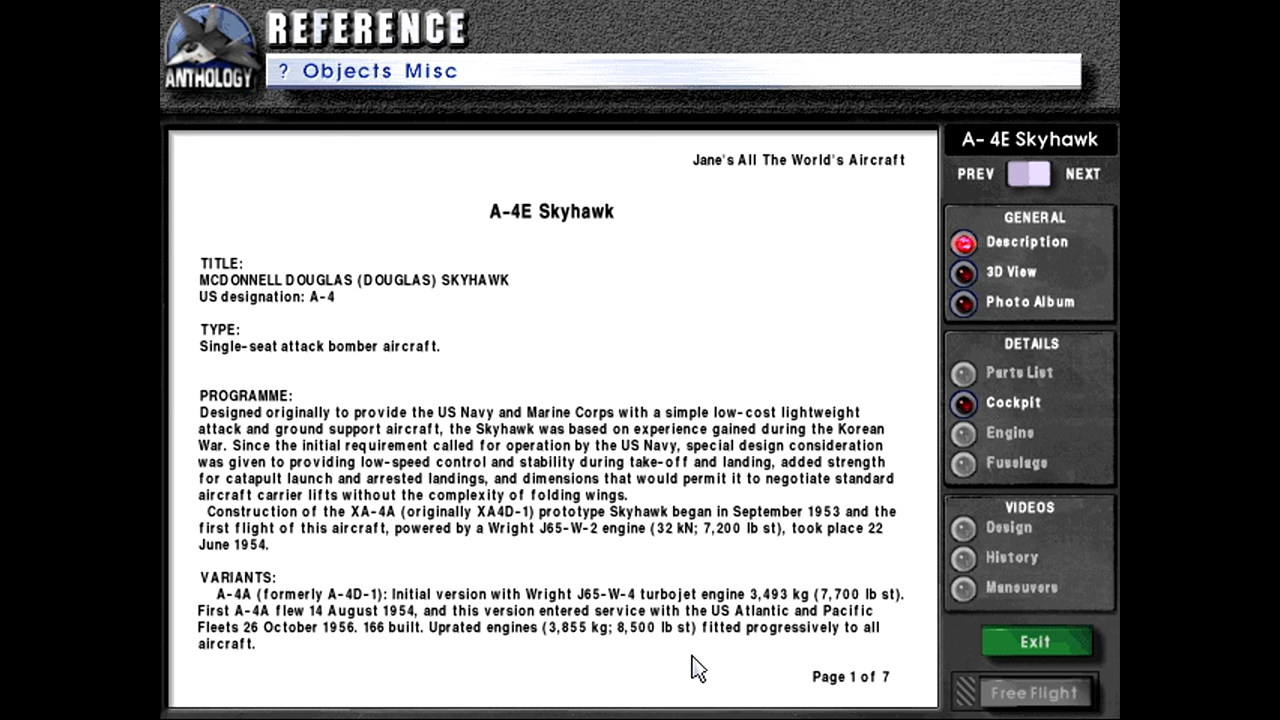 REFERENCE
ANTHOLOGY
? Objects Misc
Jane's All The World's Aircraft
A-4E Skyhawk
TITLE:
MCDONNELL DOUGLAS (DOUGLAS) SKYHAWK
US designation: A-4
TYPE:
Single-seat attack bomber aircraft.
PROGRAMME:
Designed originally to provide the US Navy and Marine Corps with a simple low-cost lightweight
attack and ground support aircraft, the Skyhawk was based on experience gained during the Korean
War. Since the initial requirement called for operation by the US Navy, special design consideration
was given to providing low-speed control and stability during take-off and landing, added strength
for catapult launch and arrested landings, and dimensions that would permit it to negotiate standard
aircraft carrier lifts without the complexity of folding wings.
Construction of the XA-4A (originally XA4D-1) prototype Skyhawk began in September 1953 and the
first flight of this aircraft, powered by a Wright J65-W-2 engine (32 kN; 7,200 lb st), took place 22
June 1954.
VARIANTS:
A-4A (formerly A-4D-1): Initial version with Wright J65-W-4 turbojet engine 3,493 kg (7,700 lb st).
First A-4A flew 14 August 1954, and this version entered service with the US Atlantic and Pacific
Fleets 26 October 1956. 166 built. Uprated engines (3,855 kg; 8,500 lb st) fitted progressively to all
aircraft.
Page 1 of 7
A- 4E Skyhawk
PREV NEXT
GENERAL
Description
3D View
Photo Album
DETAILS
Parts List
Cockpit
Engine
Fuselage
VIDEOS
Design
History
Maneuvers
Exit
Free Flight